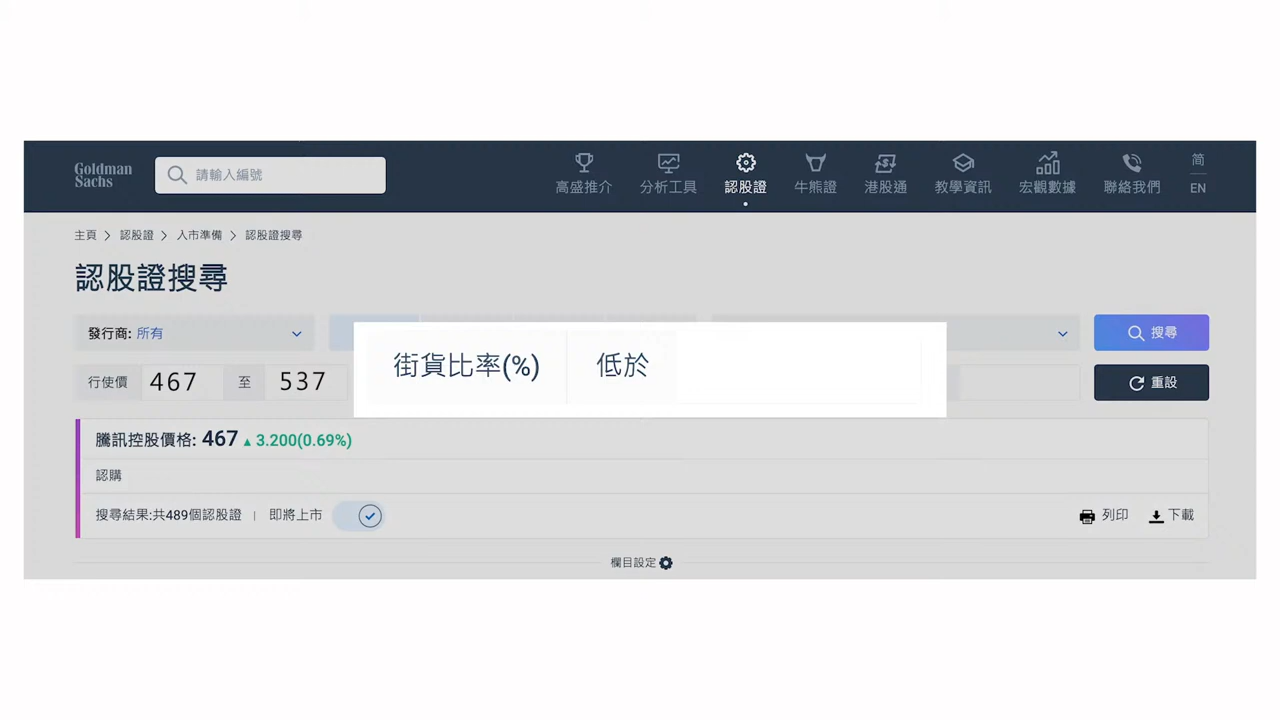 Goldman
Sachs
請輸入編號
高盛推介
分析工具
認股證
牛熊證
港股通
教學資訊
宏觀數據
聯絡我們
简
EN
主頁 > 認股證 > 入市準備 > 認股證搜尋
認股證搜尋
發行商: 所有
搜尋
街貨比率(%) 低於
行使價 467 至 537
重設
騰訊控股價格: 467 ▲ 3.200(0.69%)
認購
搜尋結果:共489個認股證 | 即將上市
列印 下載
欄目設定